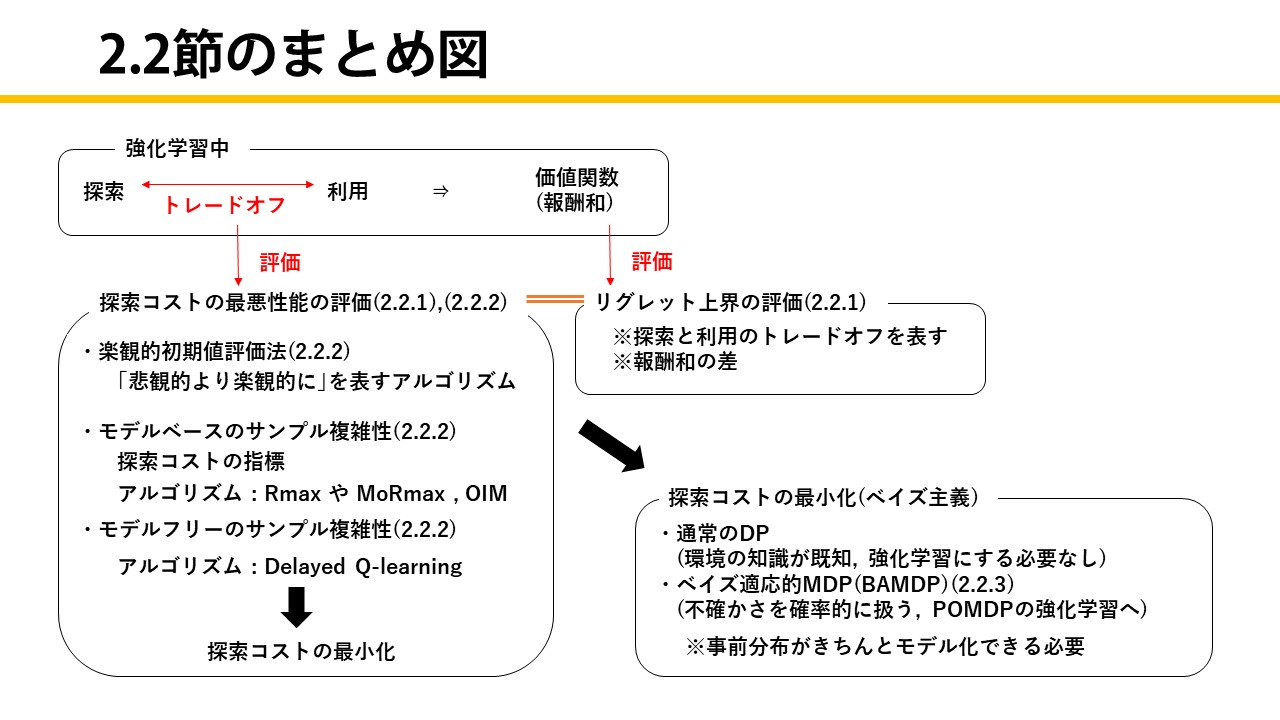 2.2節のまとめ図
強化学習中
探索
トレードオフ
利用
⇒
価値関数
(報酬和)
評価
評価
探索コストの最悪性能の評価(2.2.1),(2.2.2)
・楽観的初期値評価法(2.2.2)
「悲観的より楽観的に」を表すアルゴリズム
・モデルベースのサンプル複雑性(2.2.2)
探索コストの指標
アルゴリズム：Rmax や MoRmax , OIM
・モデルフリーのサンプル複雑性(2.2.2)
アルゴリズム：Delayed Q-learning
探索コストの最小化
リグレット上界の評価(2.2.1)
※探索と利用のトレードオフを表す
※報酬和の差
探索コストの最小化(ベイズ主義)
・通常のDP
(環境の知識が既知, 強化学習にする必要なし)
・ベイズ適応的MDP(BAMDP)(2.2.3)
(不確かさを確率的に扱う, POMDPの強化学習へ)
※事前分布がきちんとモデル化できる必要